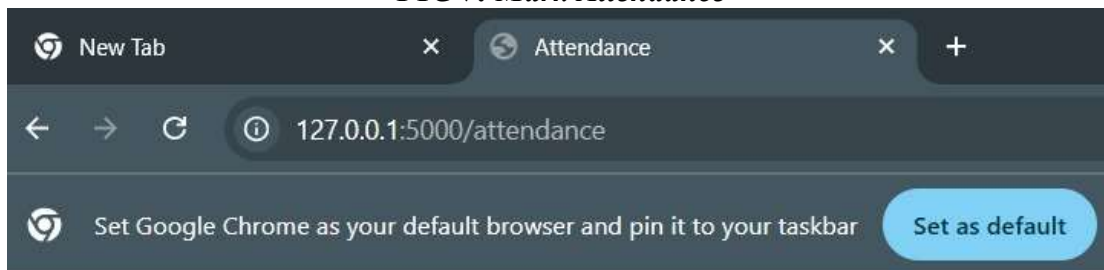 New Tab
Attendance
127.0.0.1:5000/attendance
Set Google Chrome as your default browser and pin it to your taskbar
Set as default